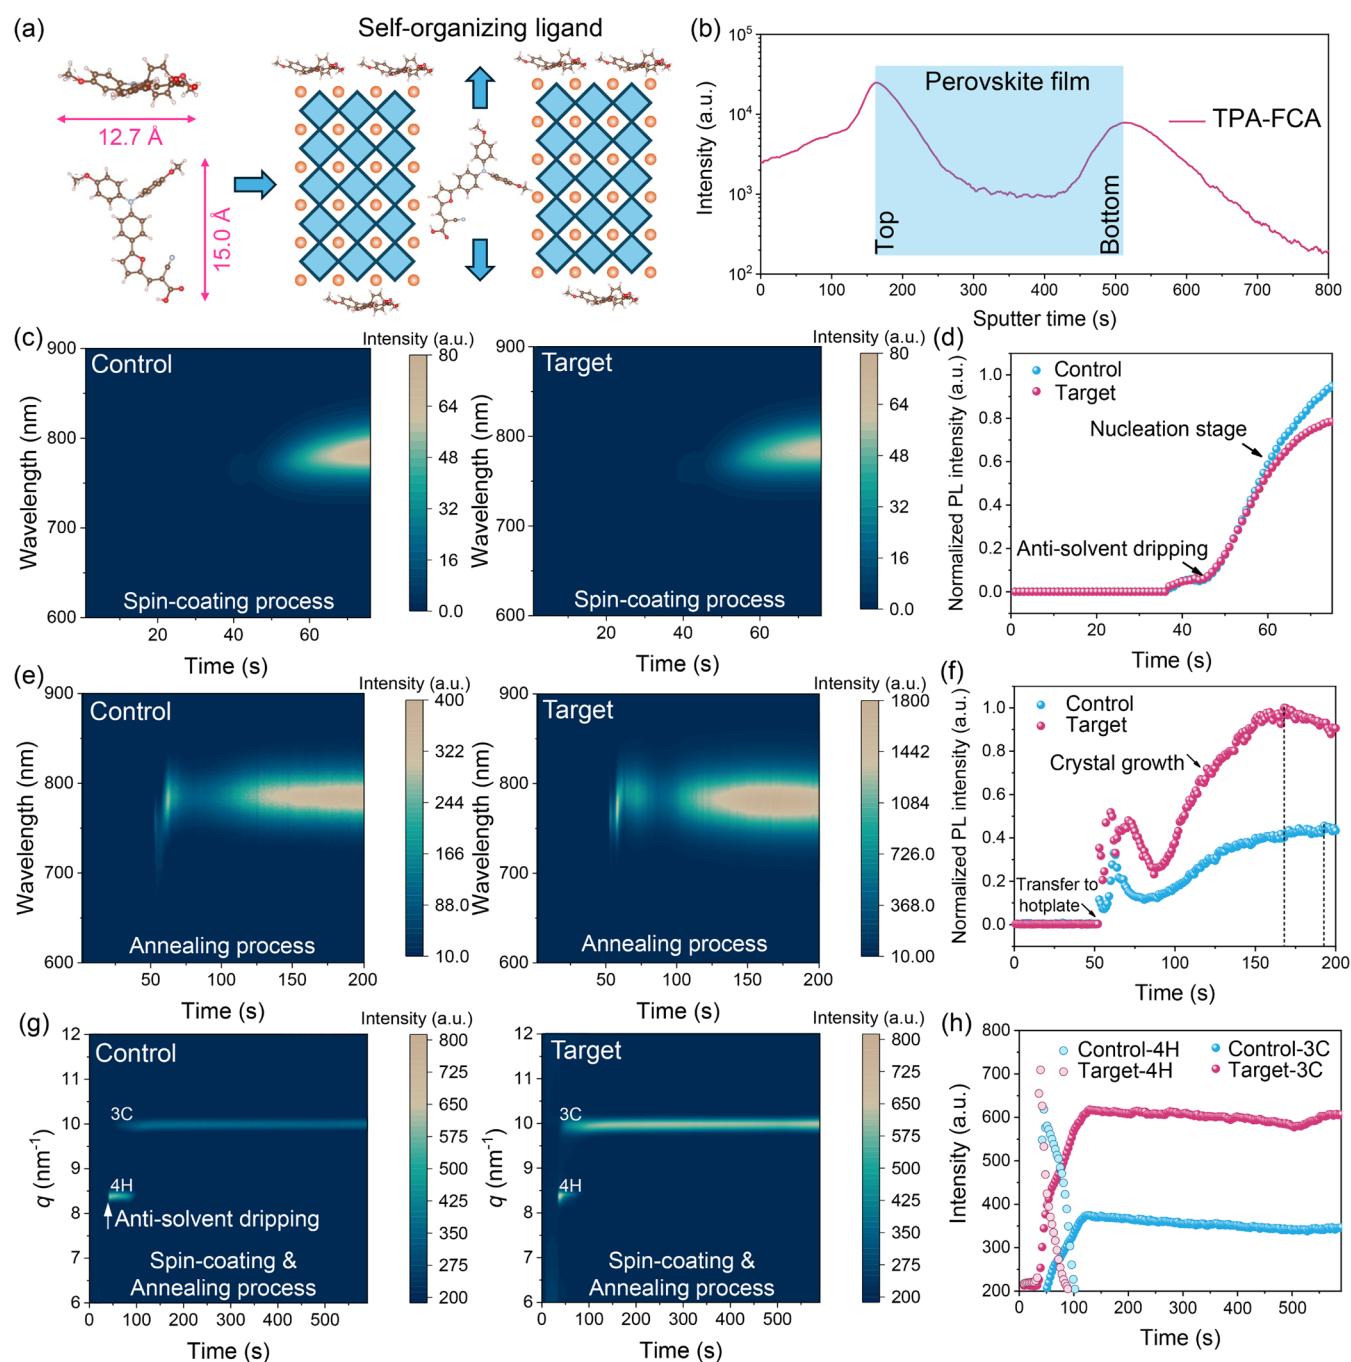 (a)
Self-organizing ligand
12.7 Å
15.0 Å
(b)
Intensity (a.u.)
10^5
10^4
10^3
10^2
Perovskite film
TPA-FCA
Top
Bottom
0 100 200 300 400 500 600 700 800
Sputter time (s)
(c)
Wavelength (nm)
900
800
700
600
Control
Spin-coating process
20 40 60
Time (s)
Intensity (a.u.)
80
64
48
32
16
0.0
Wavelength (nm)
900
800
700
600
Target
Spin-coating process
20 40 60
Time (s)
Intensity (a.u.)
80
64
48
32
16
0.0
(d)
Normalized PL intensity (a.u.)
1.0
0.8
0.6
0.4
0.2
0.0
Control
Target
Nucleation stage
Anti-solvent dripping
0 20 40 60
Time (s)
(e)
Wavelength (nm)
900
800
700
600
Control
Annealing process
50 100 150 200
Time (s)
Intensity (a.u.)
400
322
244
166
88.0
10.0
Wavelength (nm)
900
800
700
600
Target
Annealing process
50 100 150 200
Time (s)
Intensity (a.u.)
1800
1442
1084
726.0
368.0
10.00
(f)
Normalized PL intensity (a.u.)
1.0
0.8
0.6
0.4
0.2
0.0
Control
Target
Crystal growth
Transfer to
hotplate
0 50 100 150 200
Time (s)
(g)
q (nm-1)
12
11
10
9
8
7
6
Control
3C
4H
Anti-solvent dripping
Spin-coating &
Annealing process
0 100 200 300 400 500
Time (s)
Intensity (a.u.)
800
725
650
575
500
425
350
275
200
q (nm-1)
12
11
10
9
8
7
6
Target
3C
4H
Spin-coating &
Annealing process
0 100 200 300 400 500
Time (s)
Intensity (a.u.)
800
725
650
575
500
425
350
275
200
(h)
Intensity (a.u.)
800
700
600
500
400
300
200
Control-4H Control-3C
Target-4H Target-3C
0 100 200 300 400 500
Time (s)